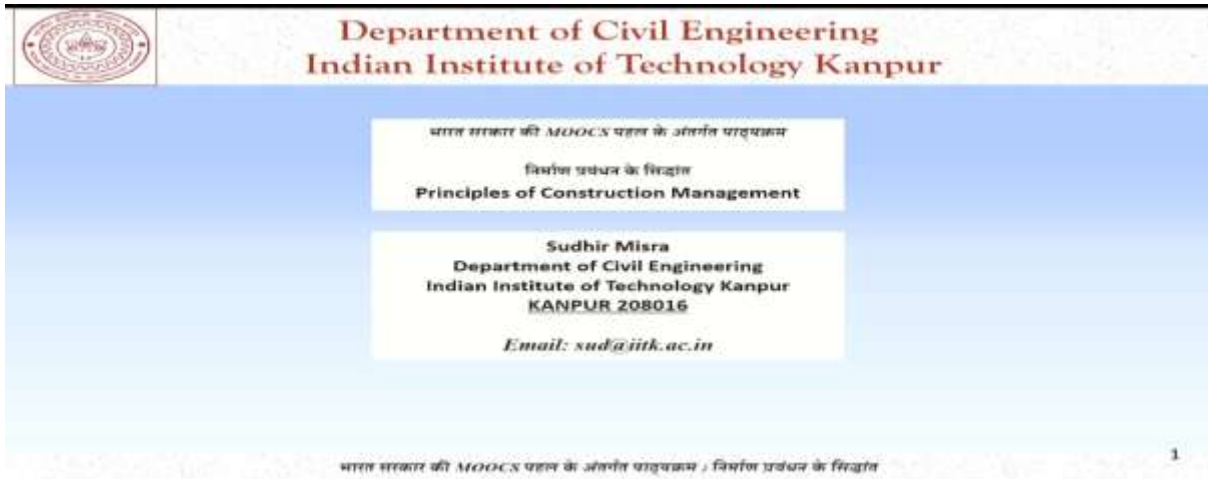 Department of Civil Engineering
Indian Institute of Technology Kanpur
भारत सरकार की MOOCS पहल के अंतर्गत पाठ्यक्रम
निर्माण प्रबंधन के सिद्धांत
Principles of Construction Management
Sudhir Misra
Department of Civil Engineering
Indian Institute of Technology Kanpur
KANPUR 208016
Email: sud@iitk.ac.in
भारत सरकार की MOOCS पहल के अंतर्गत पाठ्यक्रम : निर्माण प्रबंधन के सिद्धांत
1